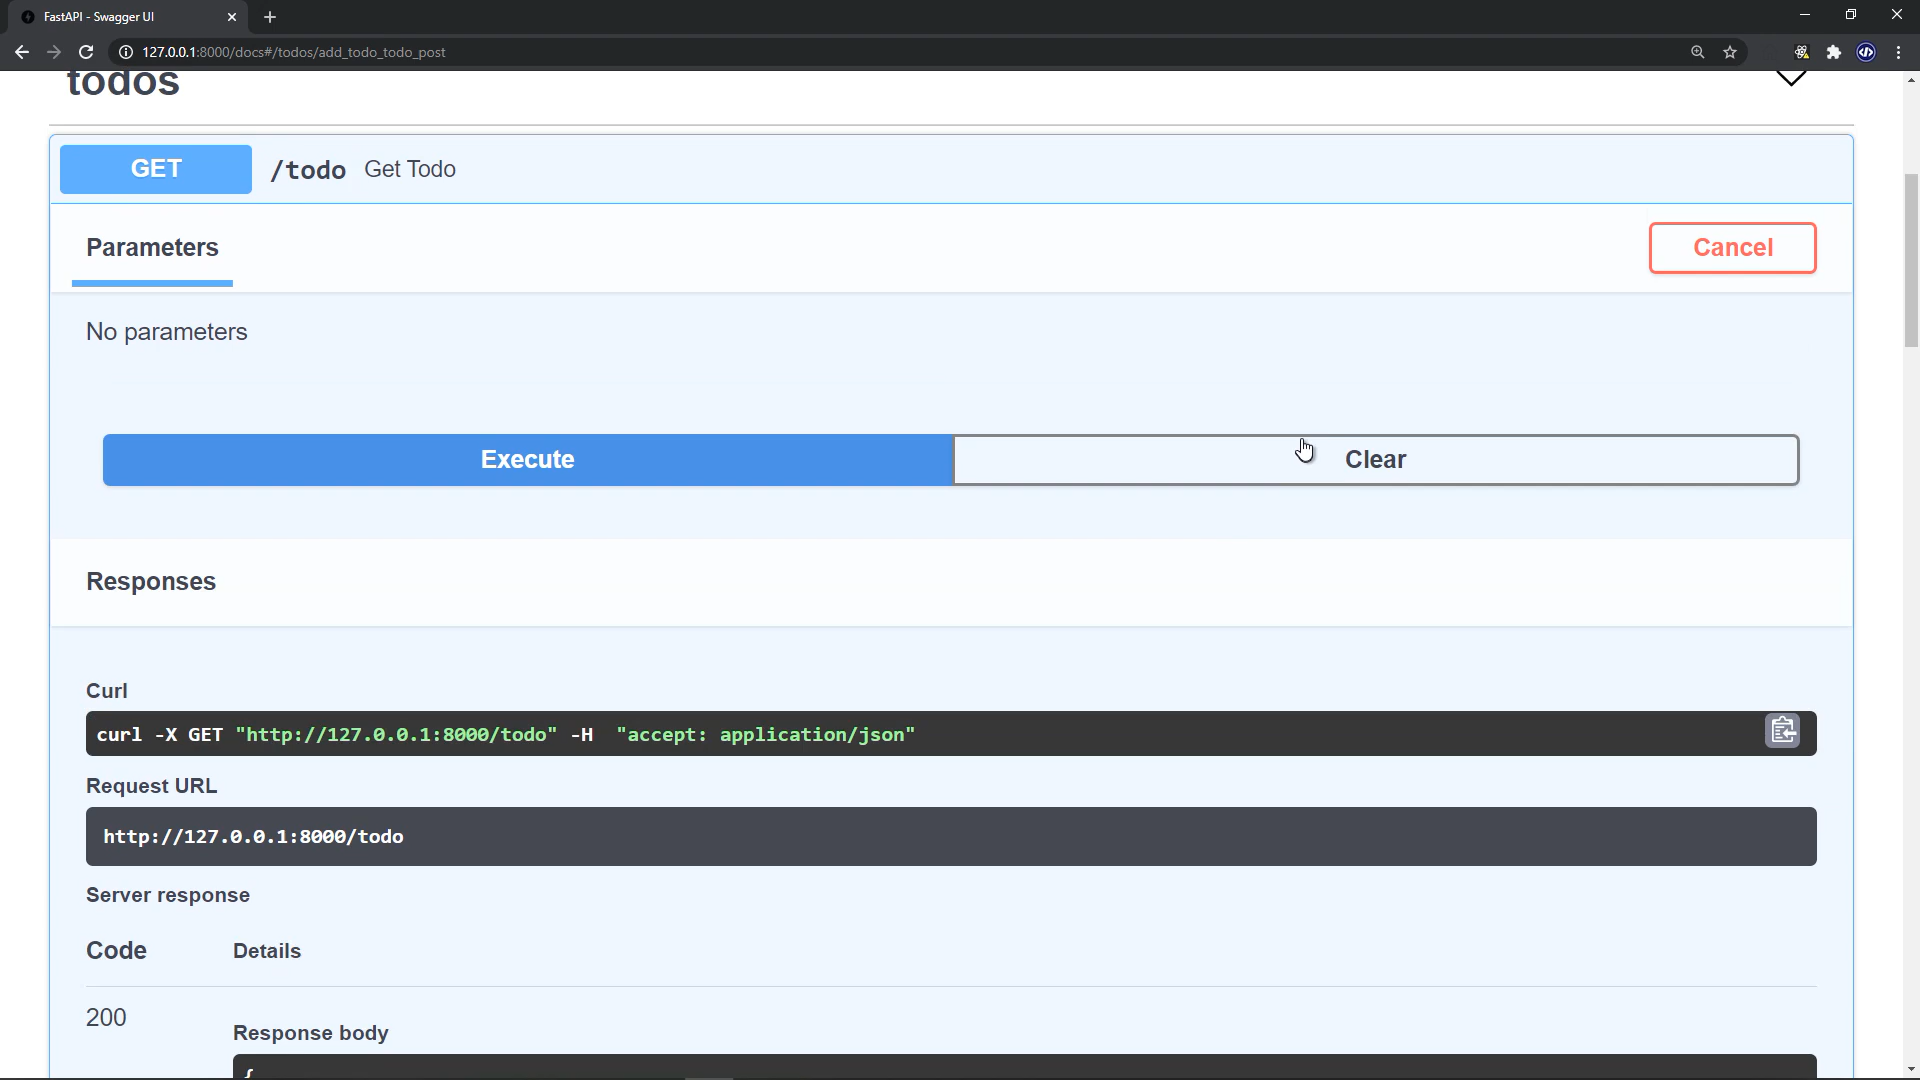 FastAPI - Swagger UI
127.0.0.1:8000/docs#/todos/add_todo_todo_post
todos
GET /todo Get Todo
Parameters
Cancel
No parameters
Execute
Clear
Responses
Curl
curl -X GET "http://127.0.0.1:8000/todo" -H  "accept: application/json"
Request URL
http://127.0.0.1:8000/todo
Server response
Code Details
200
Response body
{